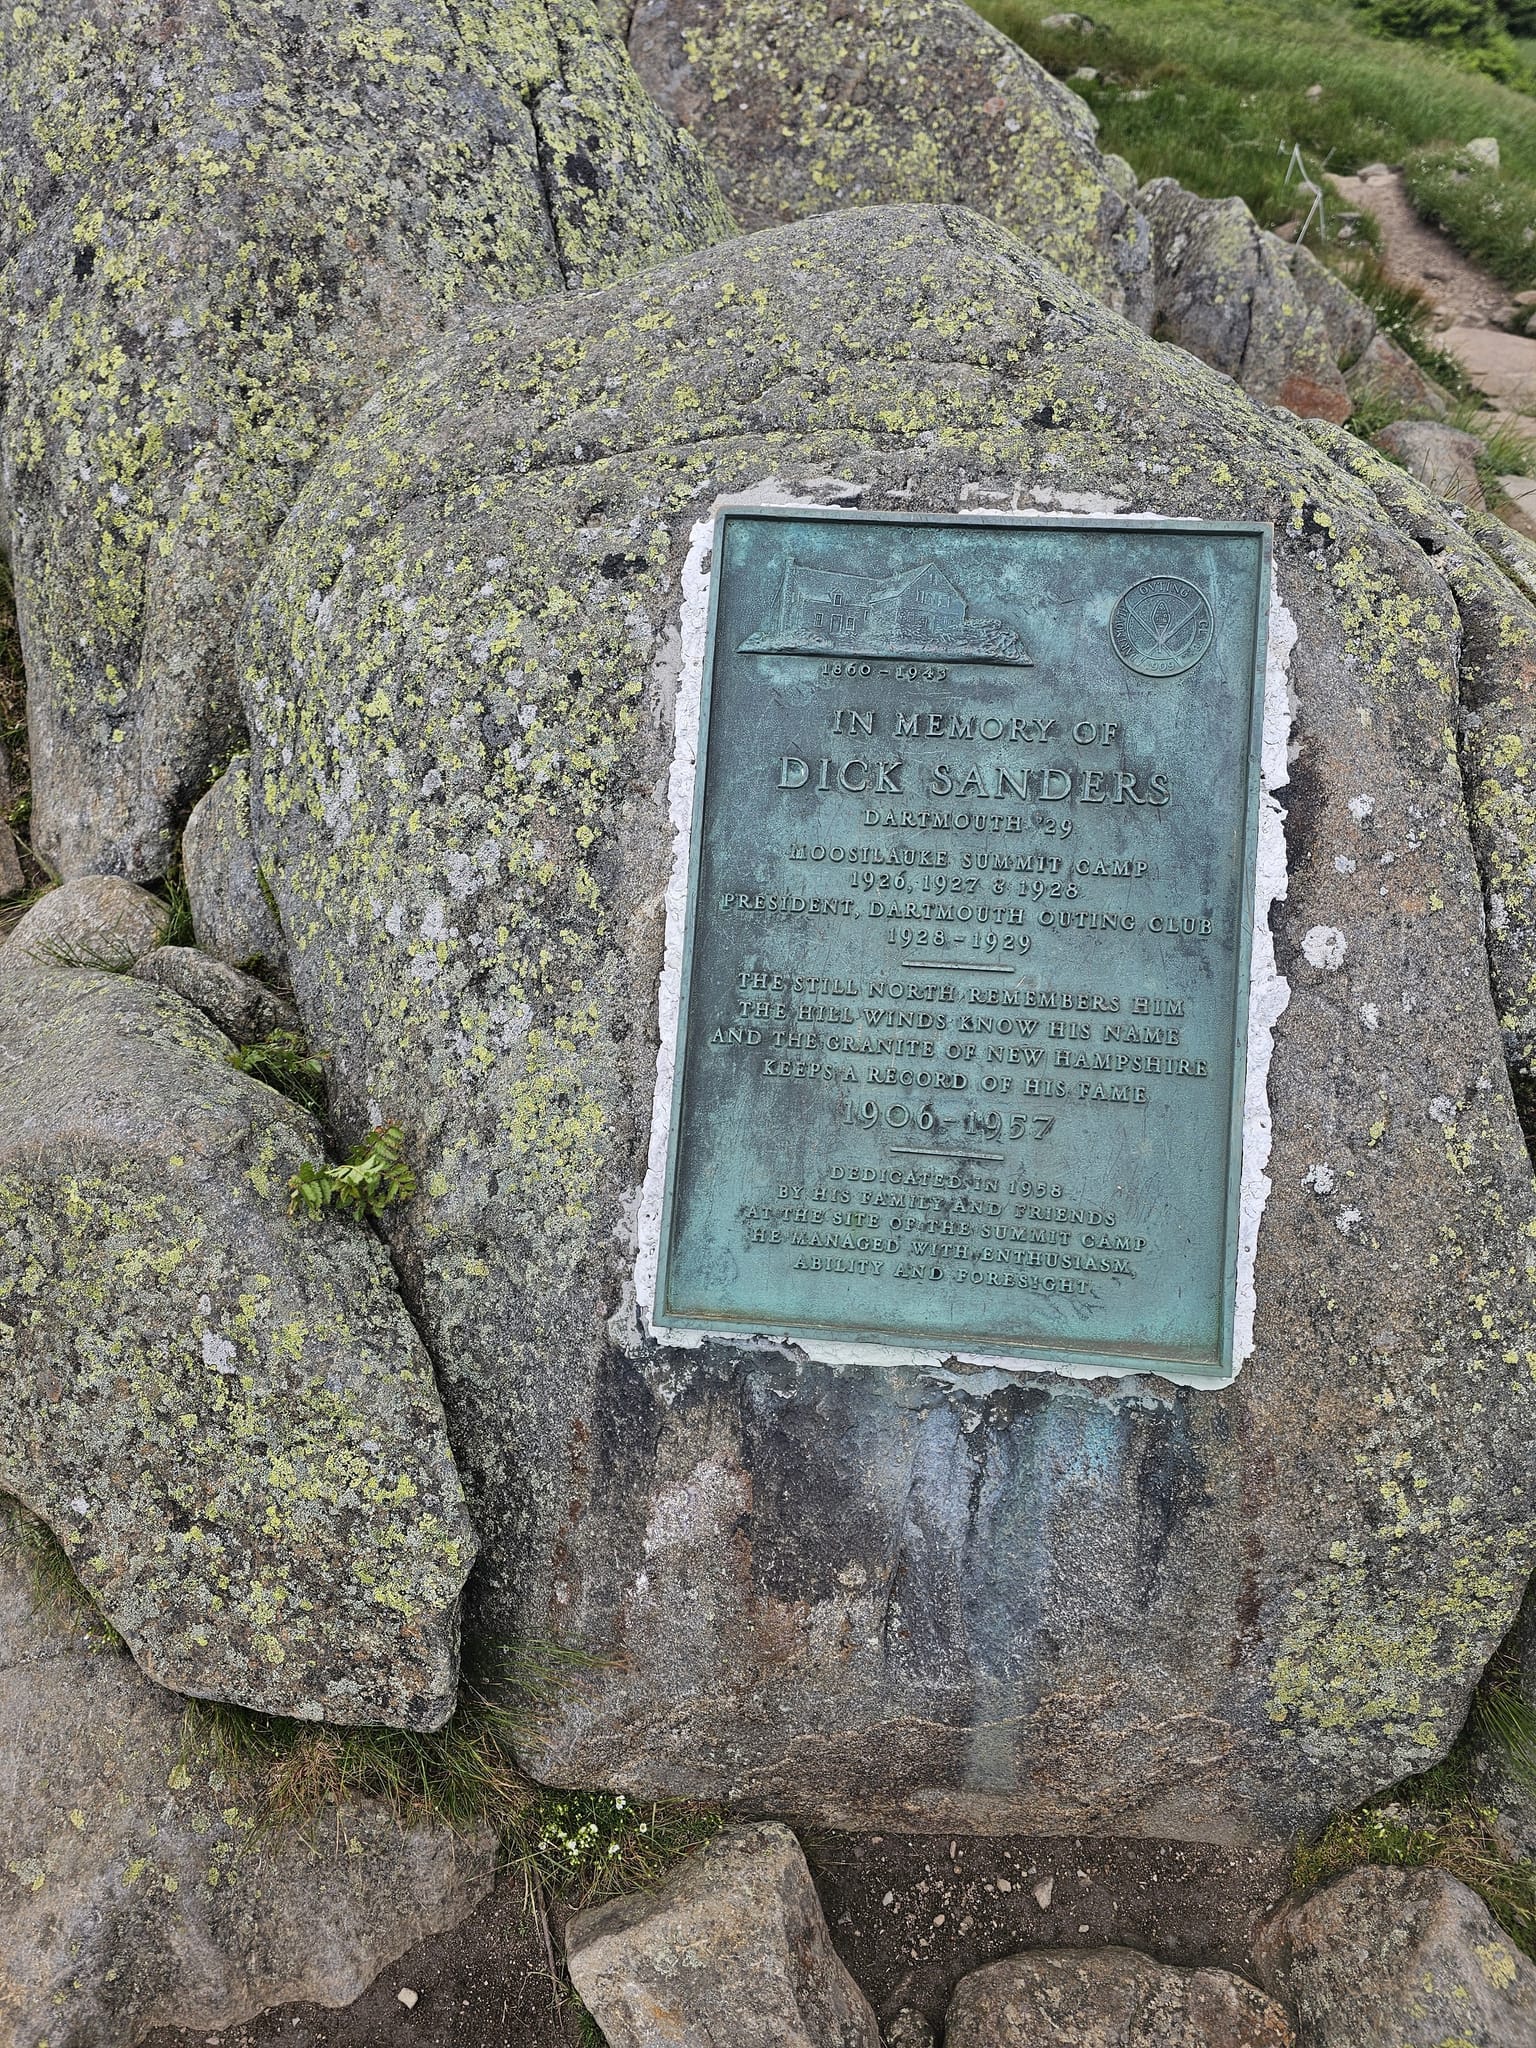 1860-1943
OUTING CLUB
1909
IN MEMORY OF
DICK SANDERS
DARTMOUTH '29
MOOSILAUKE SUMMIT CAMP
1926, 1927 & 1928
PRESIDENT, DARTMOUTH OUTING CLUB
1928-1929
THE STILL NORTH REMEMBERS HIM
THE HILL WINDS KNOW HIS NAME
AND THE GRANITE OF NEW HAMPSHIRE
KEEPS A RECORD OF HIS FAME
1906-1957
DEDICATED IN 1958
BY HIS FAMILY AND FRIENDS
AT THE SITE OF THE SUMMIT CAMP
HE MANAGED WITH ENTHUSIASM,
ABILITY AND FORESIGHT.